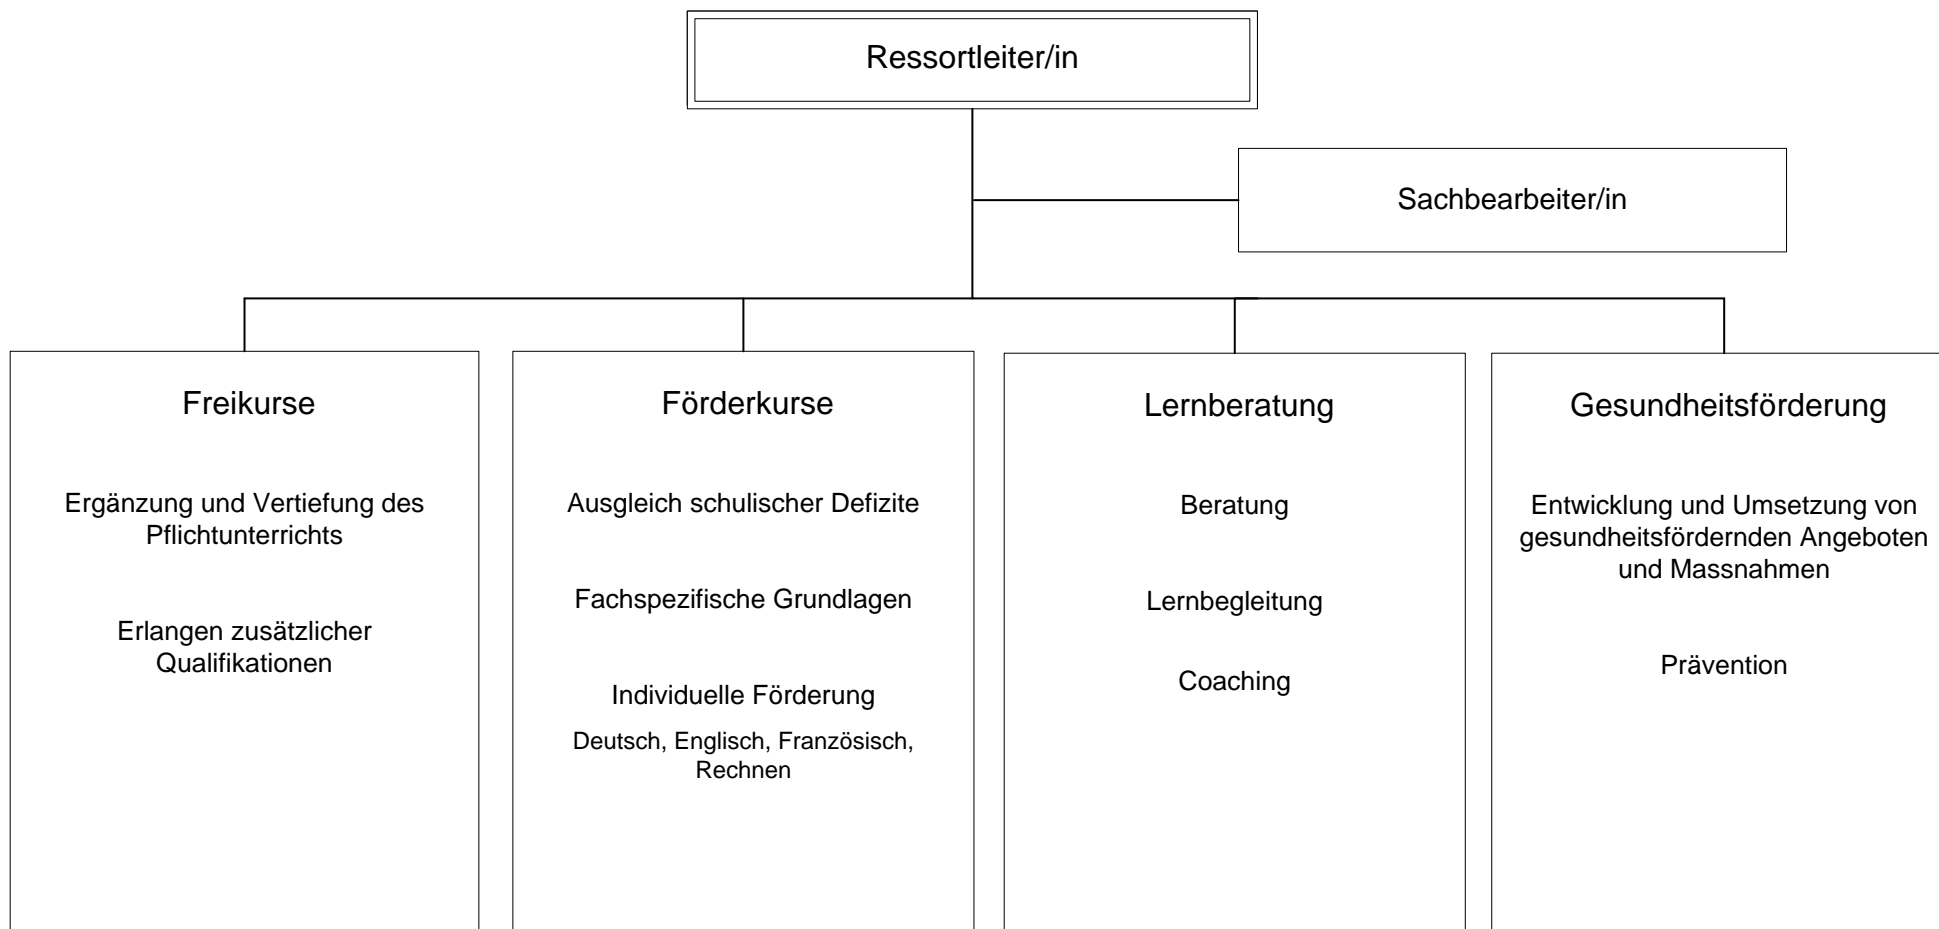 Ressortleiter/in
Sachbearbeiter/in
Freikurse
Ergänzung und Vertiefung des
Pflichtunterrichts
Erlangen zusätzlicher
Qualifikationen
Förderkurse
Ausgleich schulischer Defizite
Fachspezifische Grundlagen
Individuelle Förderung
Deutsch, Englisch, Französisch,
Rechnen
Lernberatung
Beratung
Lernbegleitung
Coaching
Gesundheitsförderung
Entwicklung und Umsetzung von
gesundheitsfördernden Angeboten
und Massnahmen
Prävention